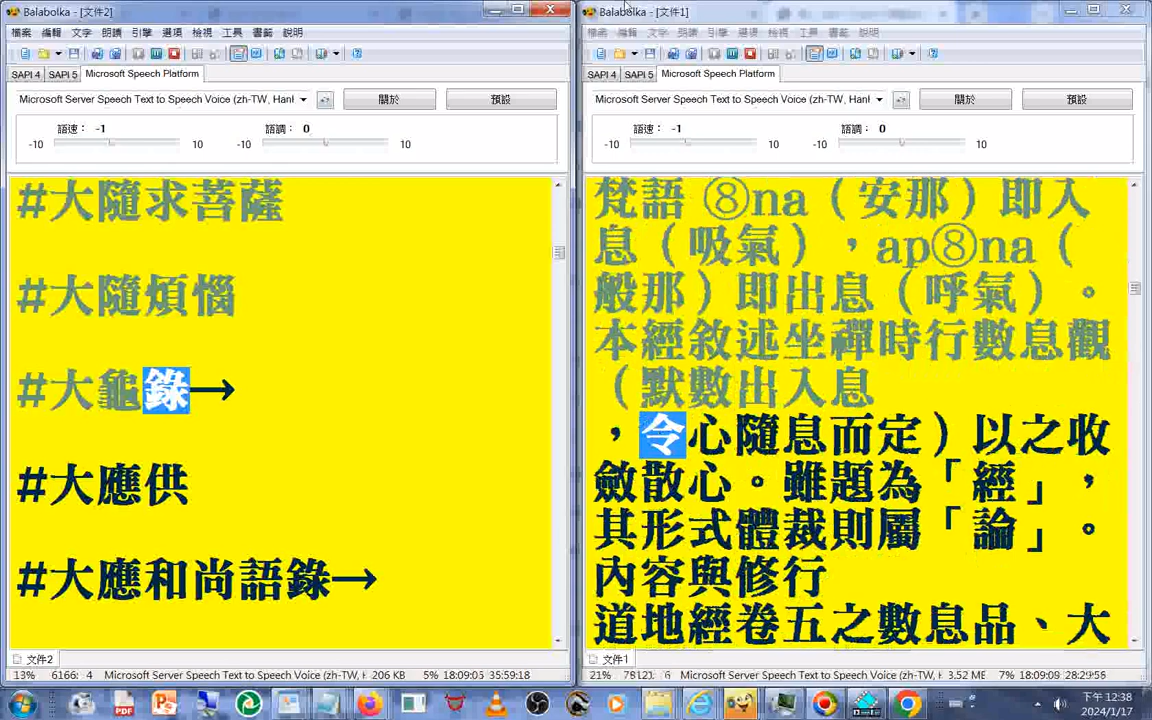 Balabolka - [文件2]
檔案 編輯 文字 朗讀 引擎 選項 檢視 工具 書籤 說明
SAPI 4 SAPI 5 Microsoft Speech Platform
Microsoft Server Speech Text to Speech Voice (zh-TW, Han
關於 預設
語速: -1 語調: 0
-10 10 -10 10
#大隨求菩薩
#大隨煩惱
#大龜錄→
#大應供
#大應和尚語錄→
文件2
13% 6166: 4 Microsoft Server Speech Text to Speech Voice (zh-TW, H 206 KB 5% 18:09:05 35:59:18
Balabolka - [文件1]
檔案 編輯 文字 朗讀 引擎 選項 檢視 工具 書籤 說明
SAPI 4 SAPI 5 Microsoft Speech Platform
Microsoft Server Speech Text to Speech Voice (zh-TW, Han
關於 預設
語速: -1 語調: 0
-10 10 -10 10
梵語 ⑧na（安那）即入
息（吸氣），ap⑧na（
般那）即出息（呼氣）。
本經敘述坐禪時行數息觀
（默數出入息
，令心隨息而定）以之收
斂散心。雖題為「經」，
其形式體裁則屬「論」。
內容與修行
道地經卷五之數息品、大
文件1
21% 78121: 6 Microsoft Server Speech Text to Speech Voice (zh-TW, H 3.52 MB 7% 18:09:08 28:29:56
下午 12:38
2024/1/17